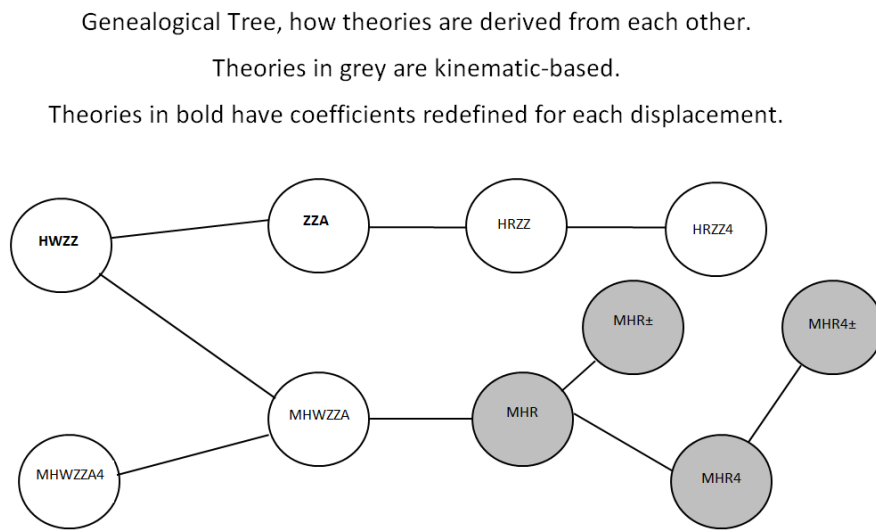 Genealogical Tree, how theories are derived from each other.
Theories in grey are kinematic-based.
Theories in bold have coefficients redefined for each displacement.
HWZZ
ZZA
HRZZ
HRZZ4
MHR±
MHR4±
MHWZZA
MHR
MHWZZA4
MHR4